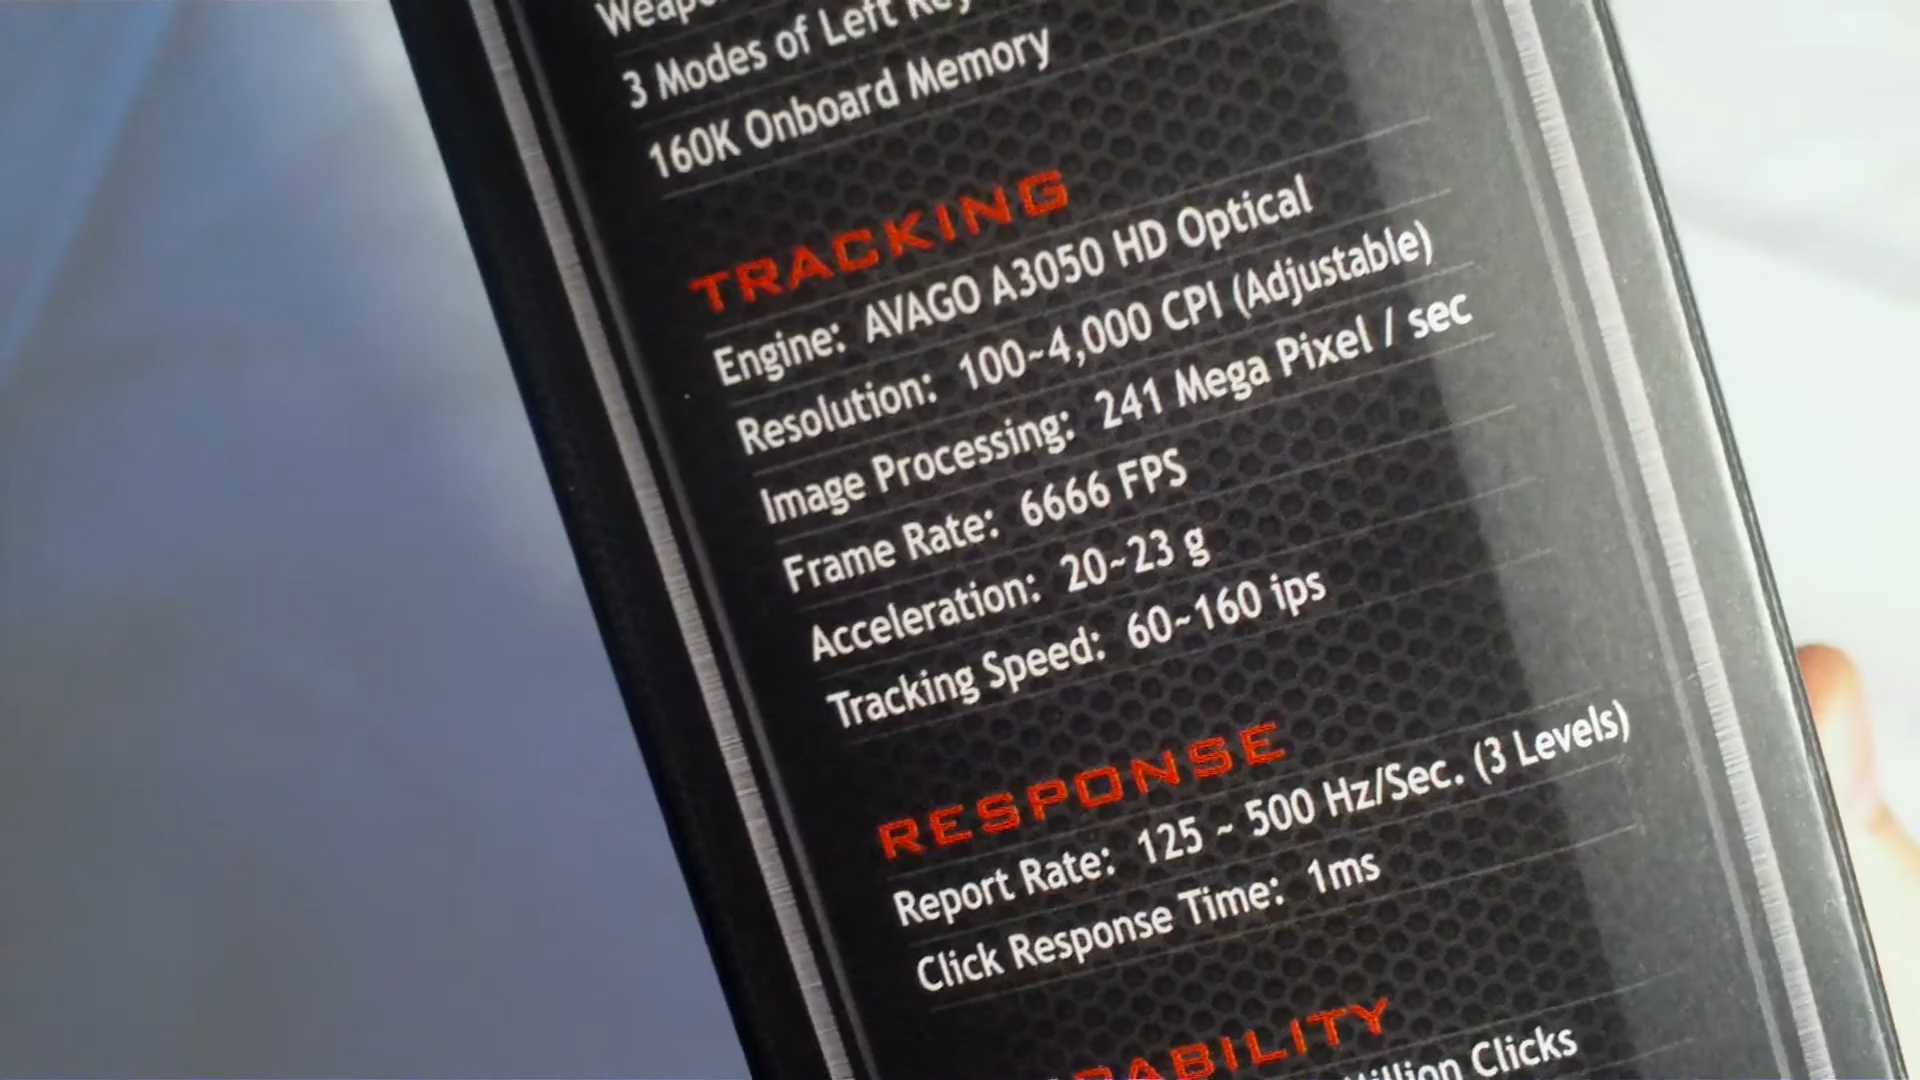 3 Modes of Left
160K Onboard Memory
TRACKING
Engine: AVAGO A3050 HD Optical
Resolution: 100~4,000 CPI (Adjustable)
Image Processing: 241 Mega Pixel / sec
Frame Rate: 6666 FPS
Acceleration: 20~23 g
Tracking Speed: 60~160 ips
RESPONSE
Report Rate: 125 ~ 500 Hz/Sec. (3 Levels)
Click Response Time: 1ms
Clicks